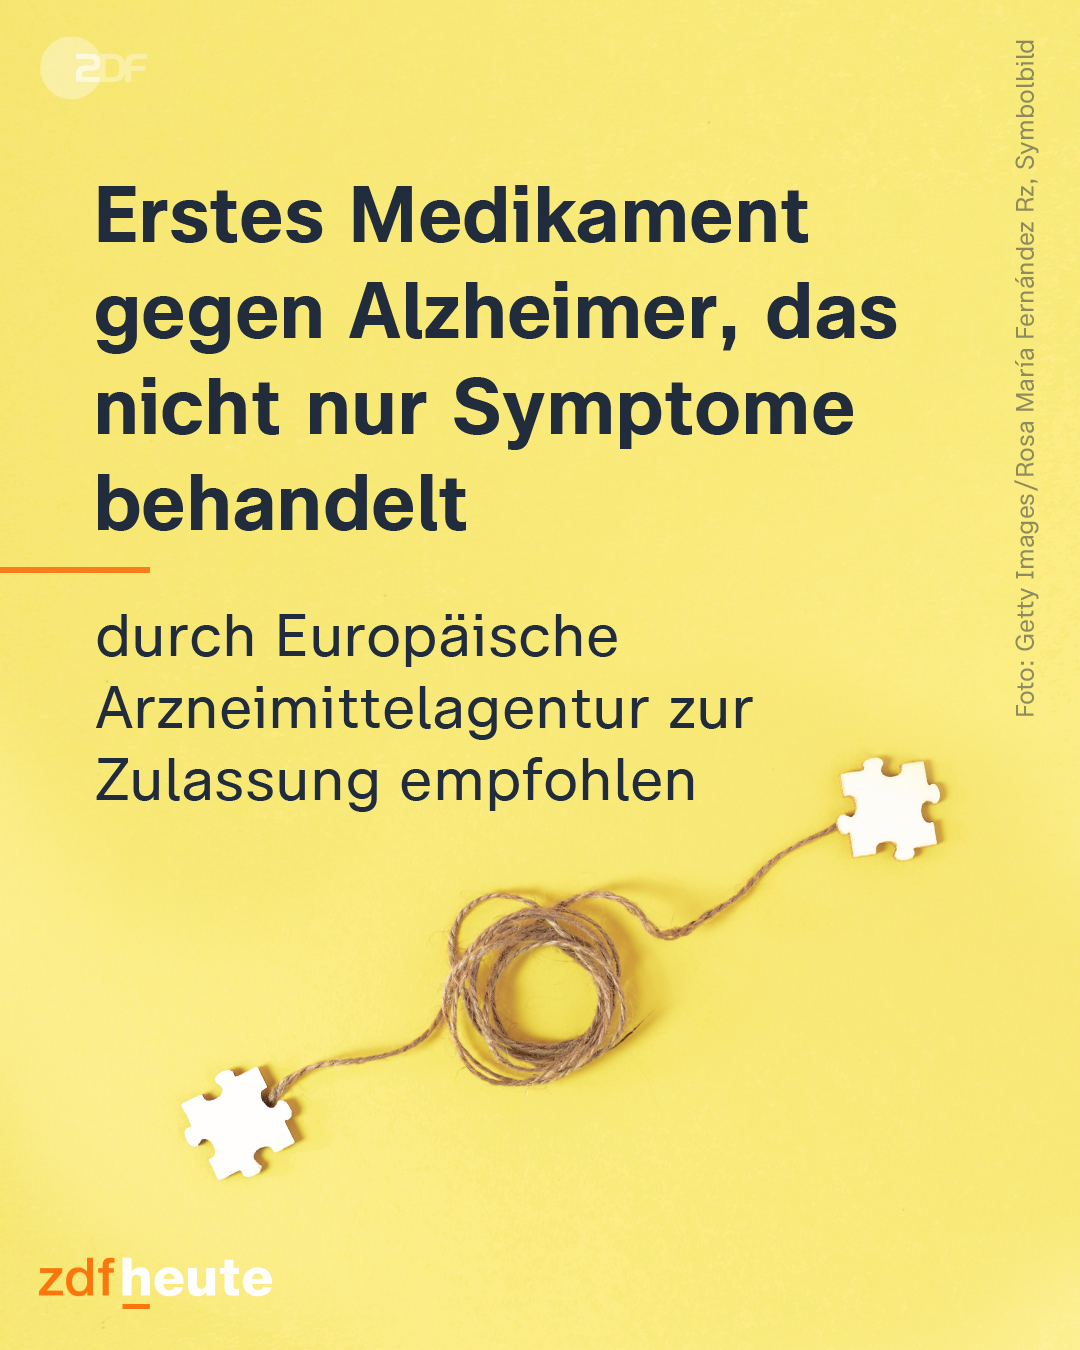 ZDF
Erstes Medikament
gegen Alzheimer, das
nicht nur Symptome
behandelt
durch Europäische
Arzneimittelagentur zur
Zulassung empfohlen
Foto: Getty Images/Rosa María Fernández Rz, Symbolbild
zdfheute